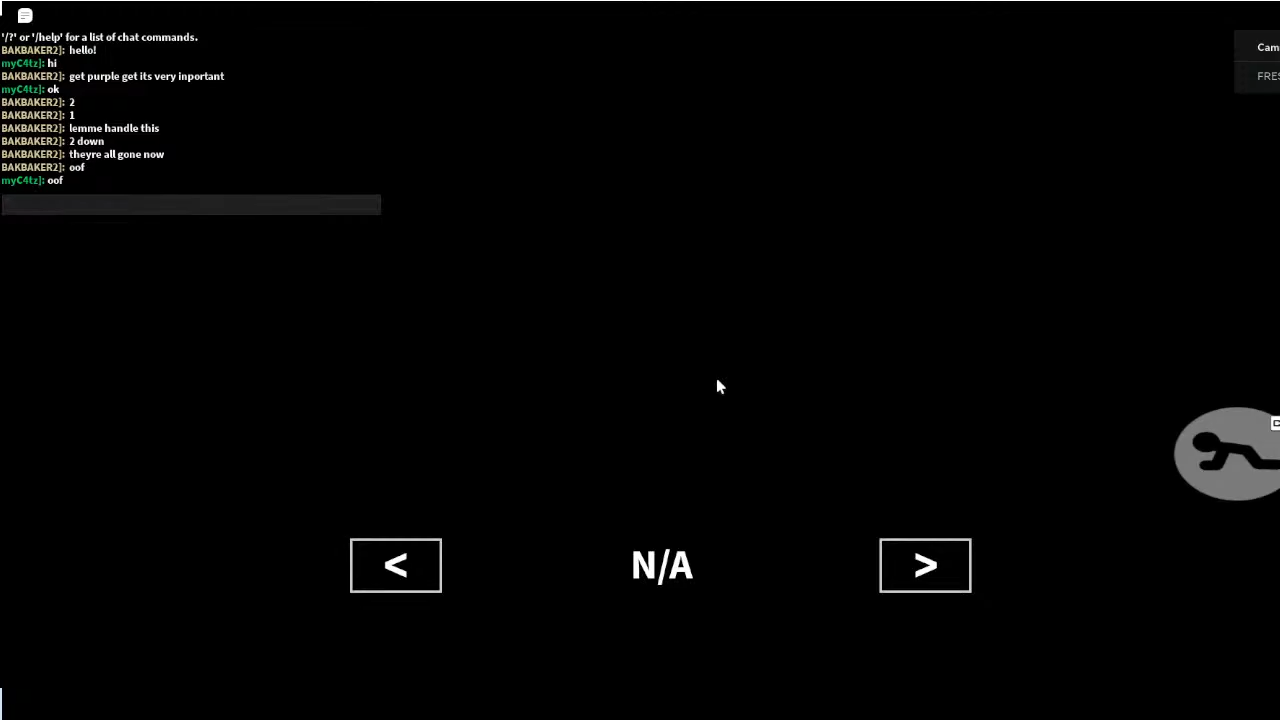 '/?' or '/help' for a list of chat commands.
BAKBAKER2]: hello!
myC4tz]: hi
BAKBAKER2]: get purple get its very inportant
myC4tz]: ok
BAKBAKER2]: 2
BAKBAKER2]: 1
BAKBAKER2]: lemme handle this
BAKBAKER2]: 2 down
BAKBAKER2]: theyre all gone now
BAKBAKER2]: oof
myC4tz]: oof
Cam
FRES
< N/A >